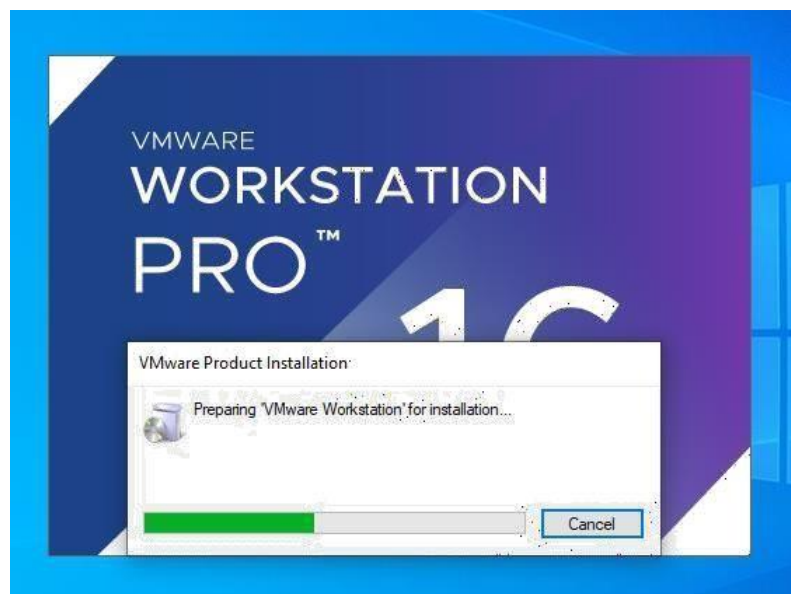 VMWARE
WORKSTATION
PRO™
VMware Product Installation
Preparing 'VMware Workstation' for installation...
Cancel